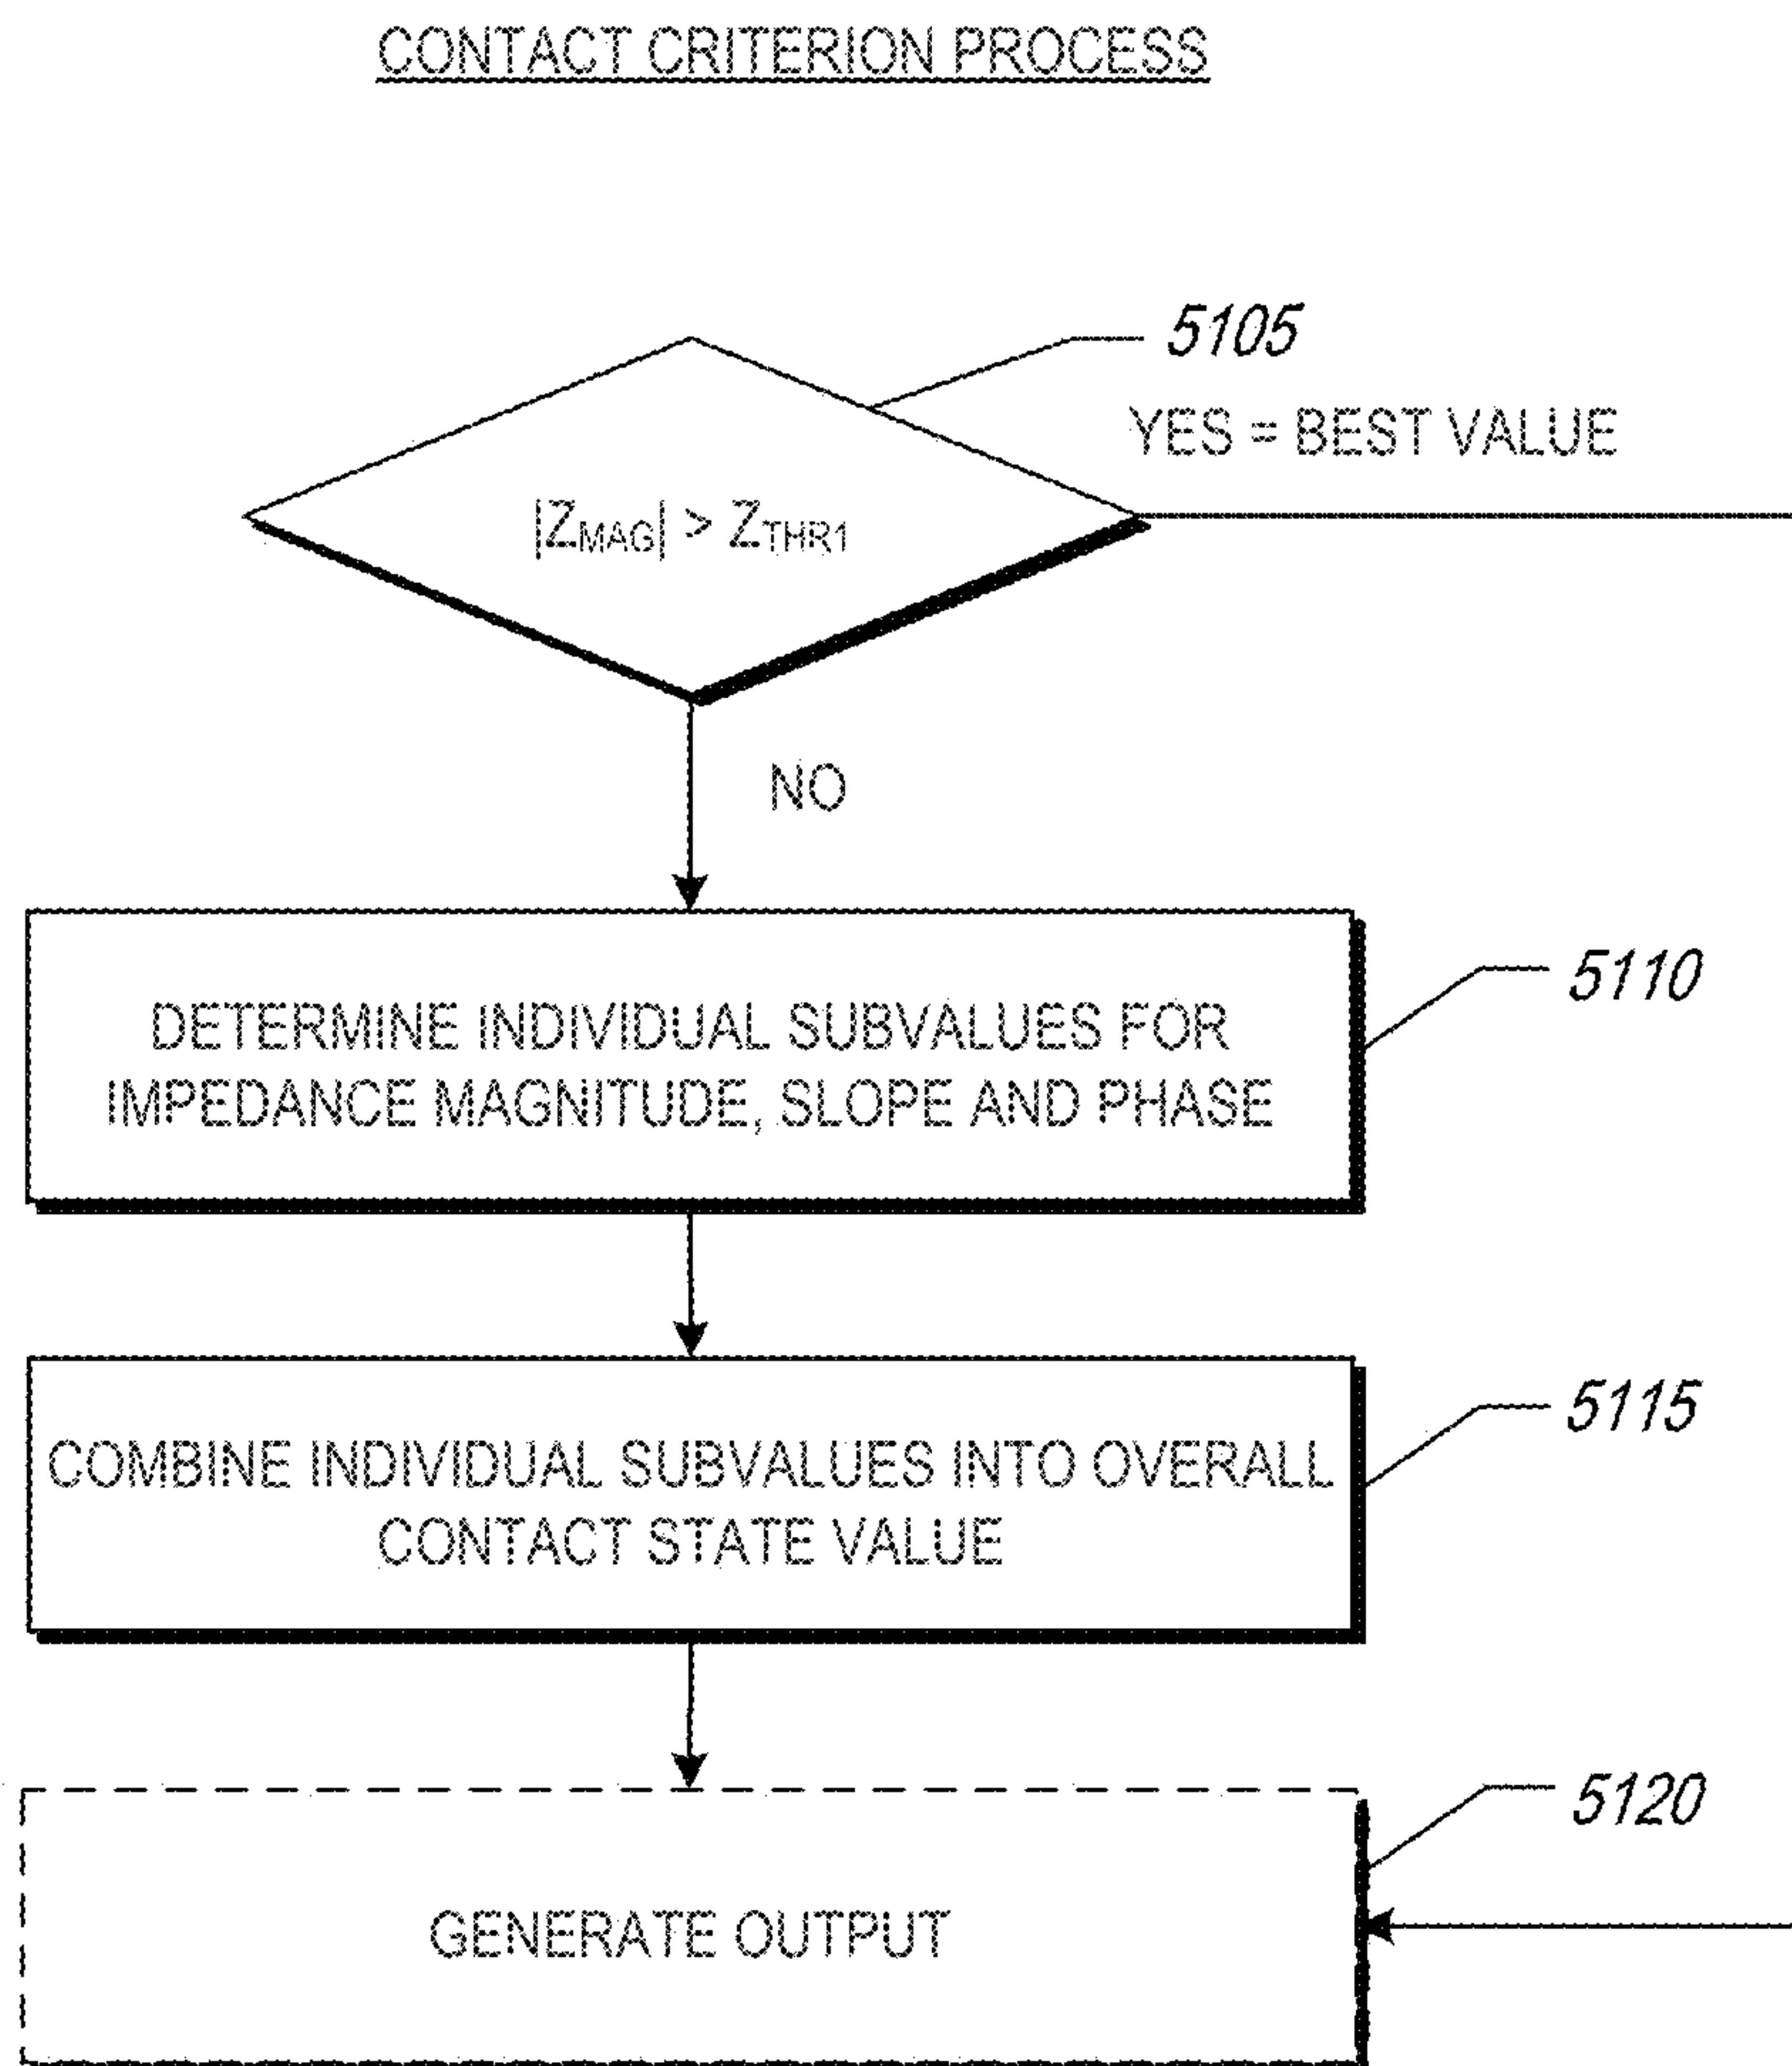 CONTACT CRITERION PROCESS
5105
YES = BEST VALUE
|ZMAG| > ZTHR1
NO
5110
DETERMINE INDIVIDUAL SUBVALUES FOR
IMPEDANCE MAGNITUDE, SLOPE AND PHASE
5115
COMBINE INDIVIDUAL SUBVALUES INTO OVERALL
CONTACT STATE VALUE
5120
GENERATE OUTPUT